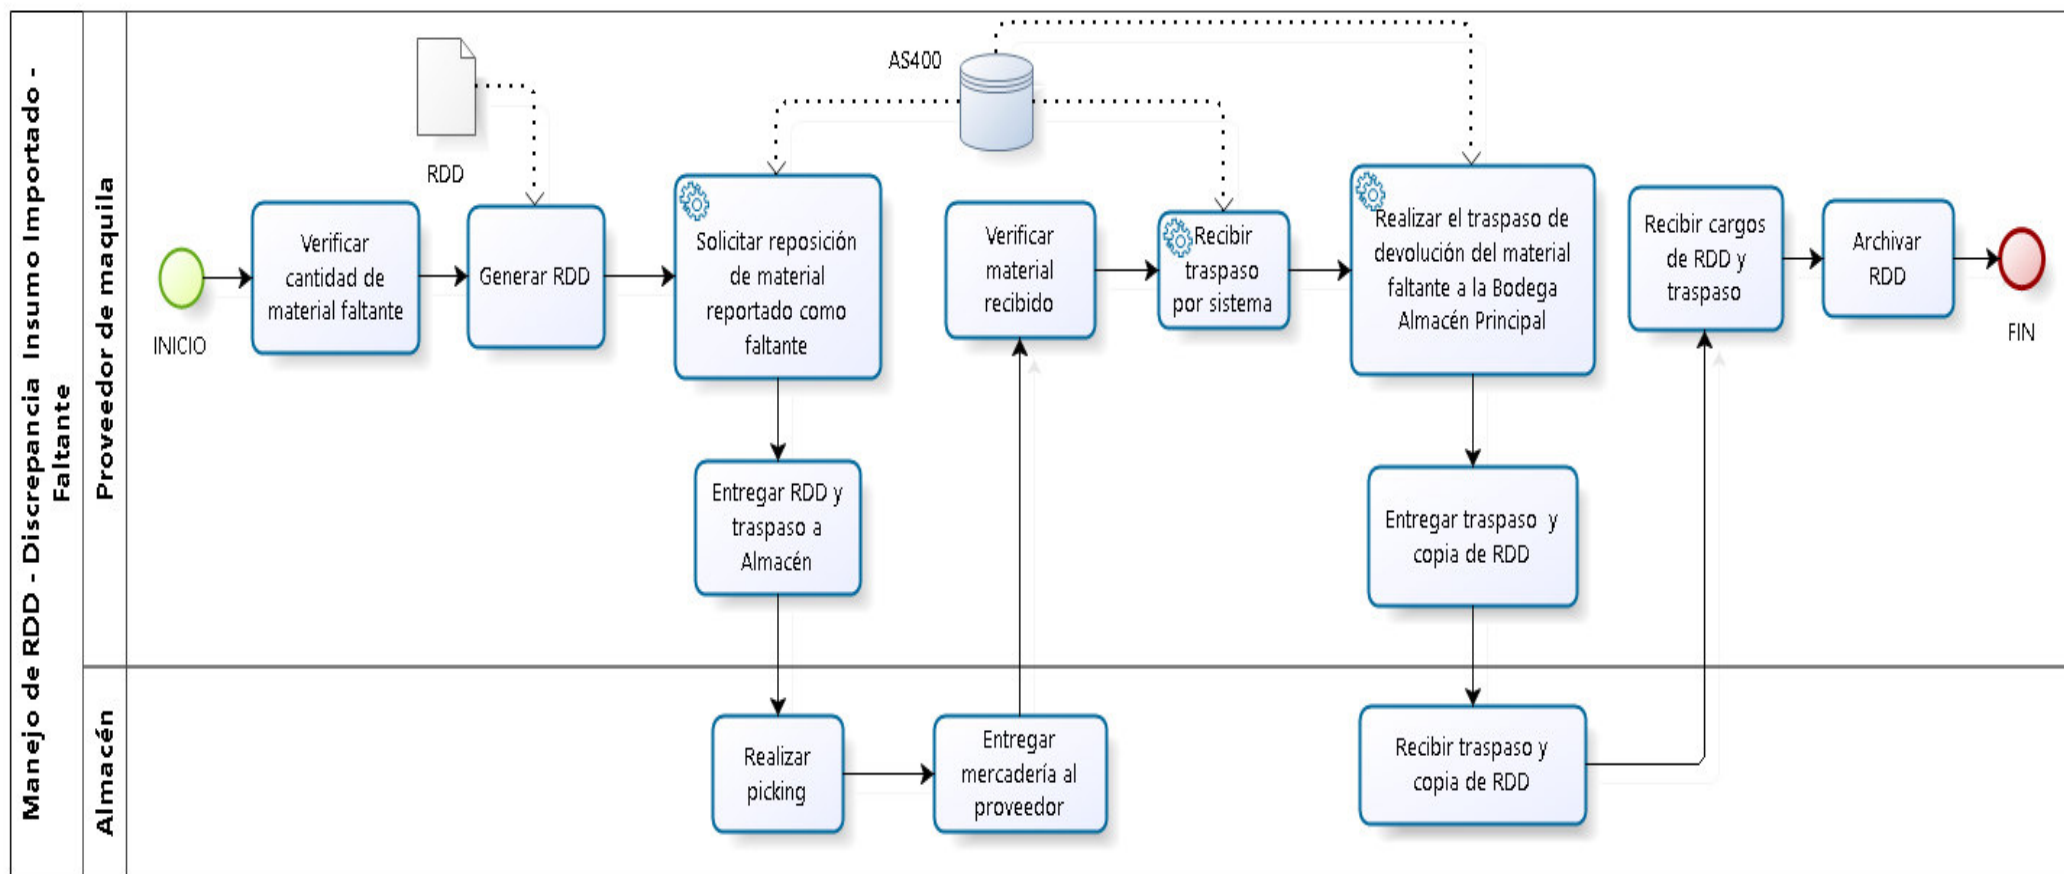 Manejo de RDD - Discrepancia Insumo Importado -
Faltante
Proveedor de maquila
Almacén
INICIO
Verificar
cantidad de
material faltante
RDD
Generar RDD
AS400
Solicitar reposición
de material
reportado como
faltante
Entregar RDD y
traspaso a
Almacén
Realizar
picking
Entregar
mercadería al
proveedor
Verificar
material
recibido
Recibir
traspaso
por sistema
Realizar el traspaso de
devolución del material
faltante a la Bodega
Almacén Principal
Entregar traspaso y
copia de RDD
Recibir traspaso y
copia de RDD
Recibir cargos
de RDD y
traspaso
Archivar
RDD
FIN